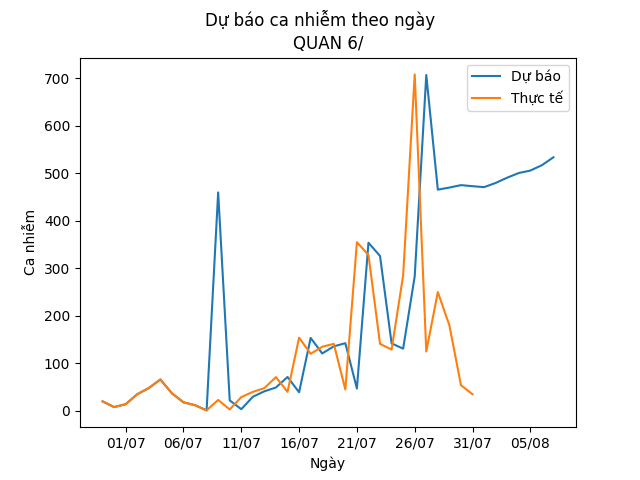 Dự báo ca nhiễm theo ngày
QUAN 6/
Dự báo
Thực tế
700
600
500
400
300
200
100
0
Ca nhiễm
01/07 06/07 11/07 16/07 21/07 26/07 31/07 05/08
Ngày